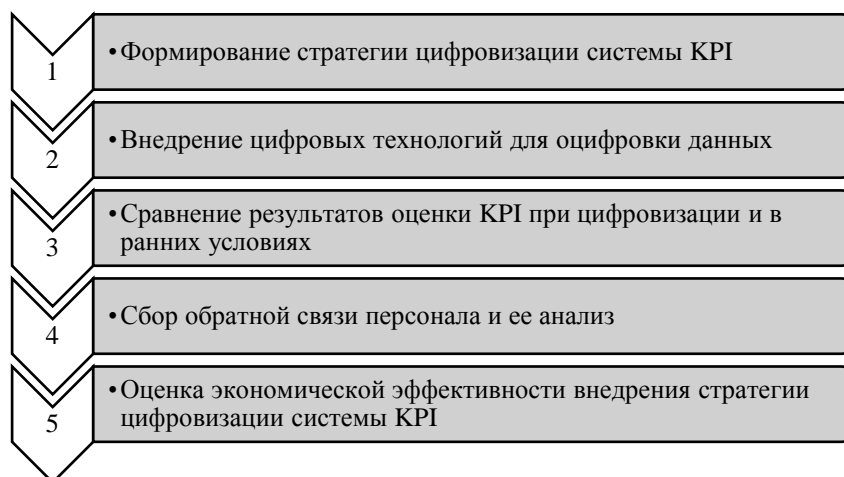 1
•Формирование стратегии цифровизации системы KPI
2
•Внедрение цифровых технологий для оцифровки данных
3
•Сравнение результатов оценки KPI при цифровизации и в
ранних условиях
4
•Сбор обратной связи персонала и ее анализ
5
•Оценка экономической эффективности внедрения стратегии
цифровизации системы KPI